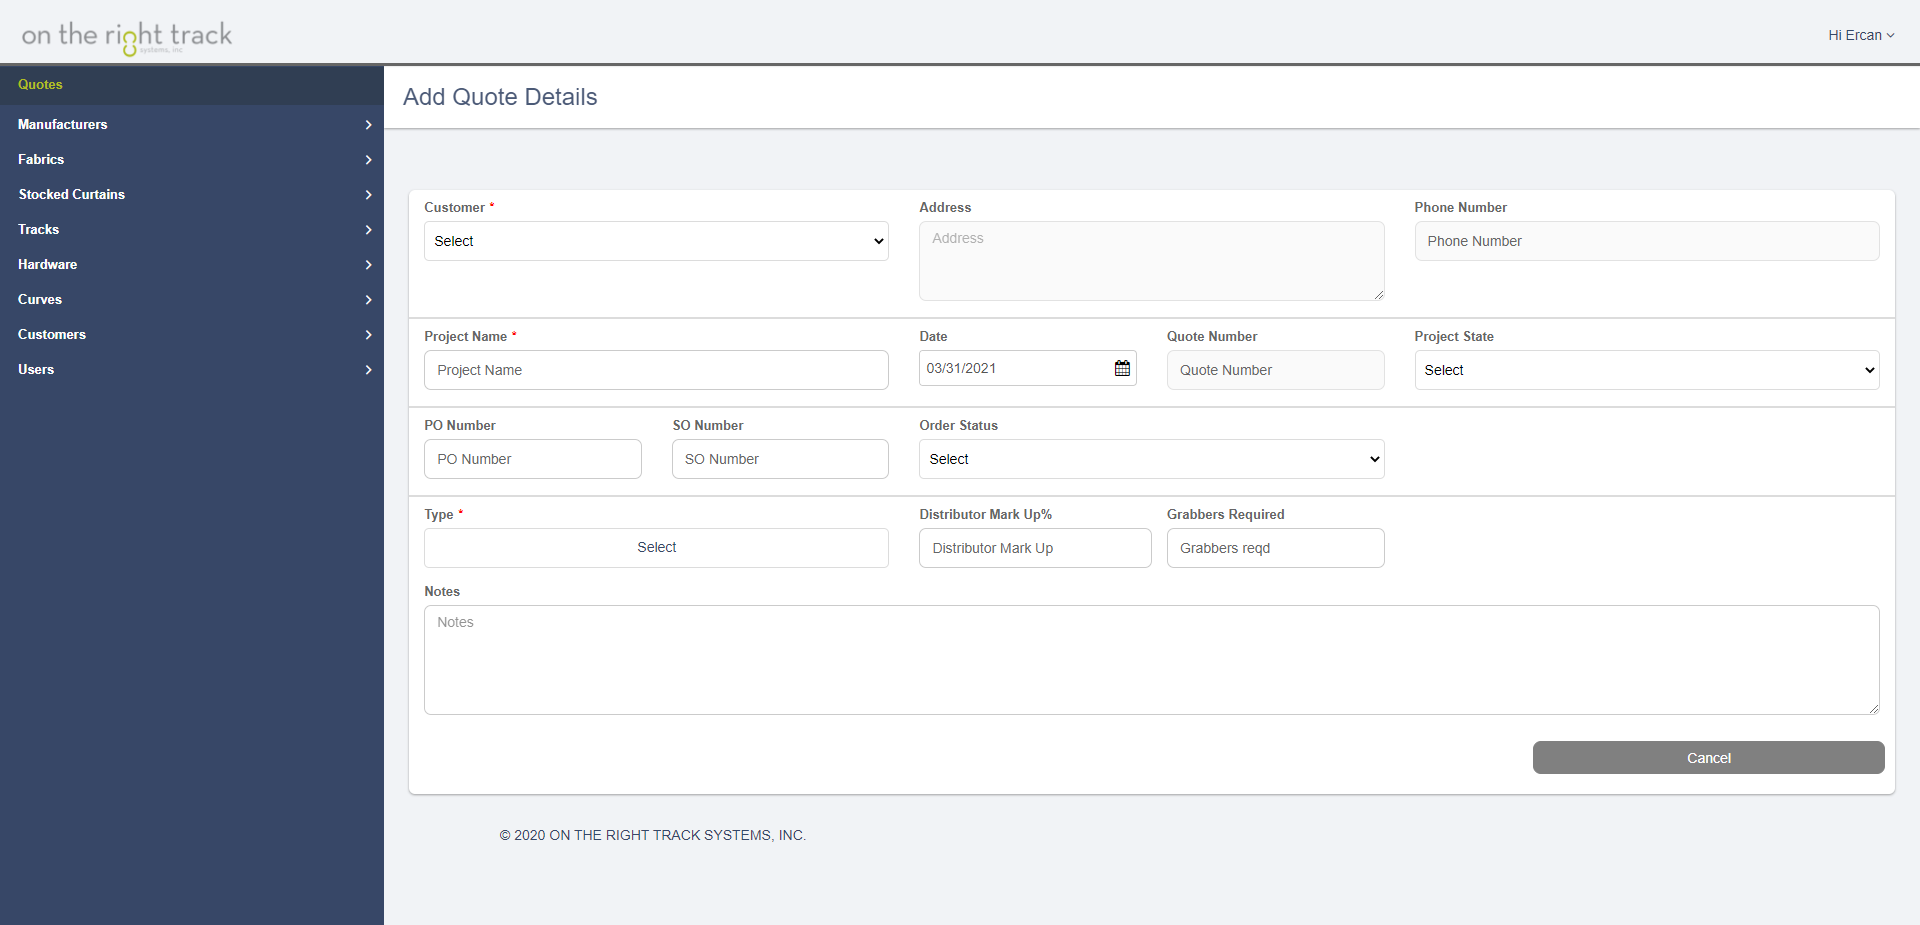 on the right track
systems, inc
Hi Ercan
Quotes
Manufacturers
Fabrics
Stocked Curtains
Tracks
Hardware
Curves
Customers
Users
Add Quote Details
Customer *
Address
Phone Number
Select
Address
Phone Number
Project Name *
Date
Quote Number
Project State
Project Name
03/31/2021
Quote Number
Select
PO Number
SO Number
Order Status
PO Number
SO Number
Select
Type *
Distributor Mark Up%
Grabbers Required
Select
Distributor Mark Up
Grabbers reqd
Notes
Notes
Cancel
© 2020 ON THE RIGHT TRACK SYSTEMS, INC.